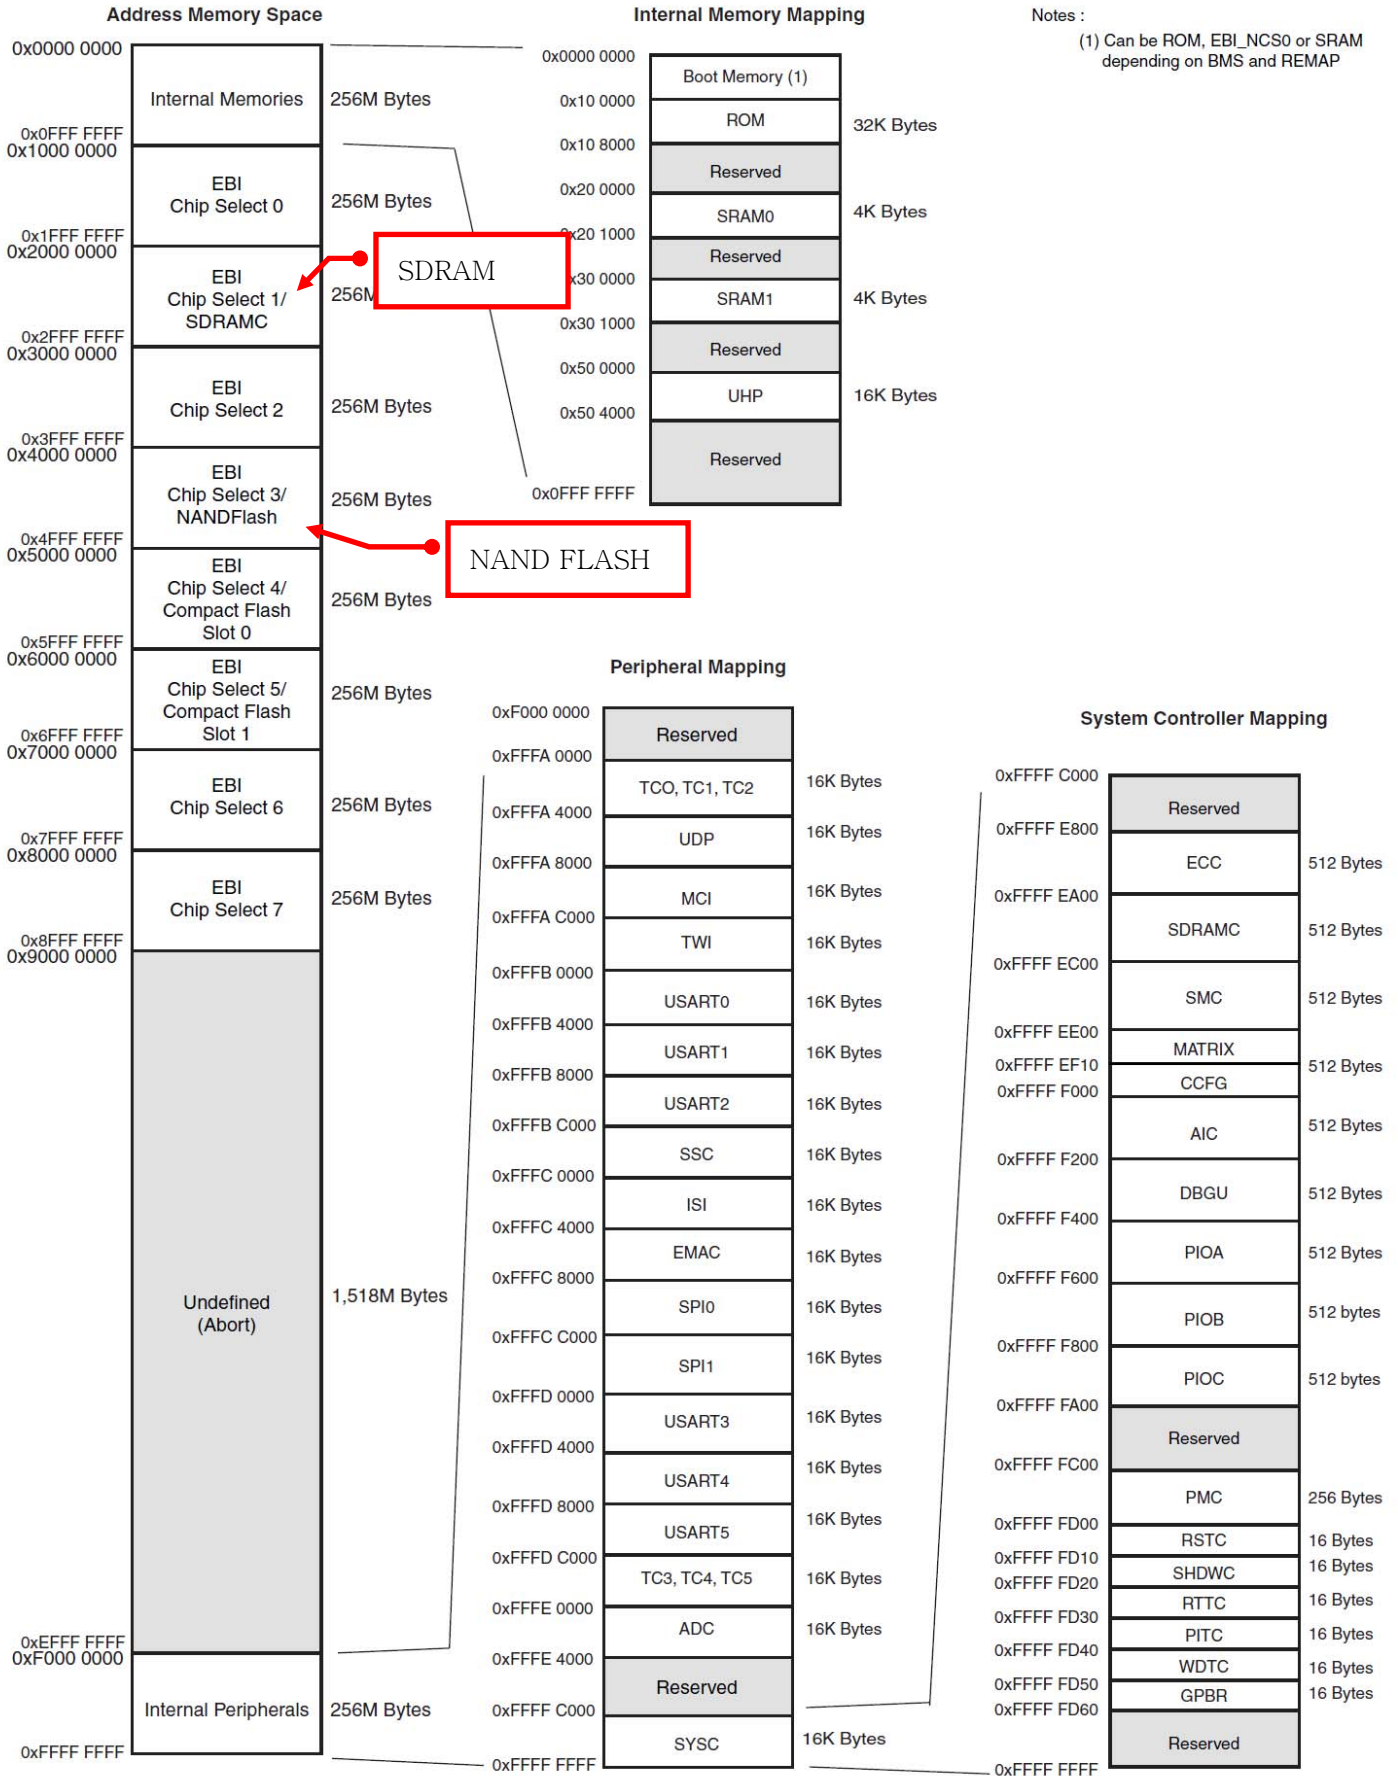 Address Memory Space
0x0000 0000
Internal Memories
256M Bytes
0x0FFF FFFF
0x1000 0000
EBI
Chip Select 0
256M Bytes
0x1FFF FFFF
0x2000 0000
EBI
Chip Select 1/
SDRAMC
256M
0x2FFF FFFF
0x3000 0000
EBI
Chip Select 2
256M Bytes
0x3FFF FFFF
0x4000 0000
EBI
Chip Select 3/
NANDFlash
256M Bytes
0x4FFF FFFF
0x5000 0000
EBI
Chip Select 4/
Compact Flash
Slot 0
256M Bytes
0x5FFF FFFF
0x6000 0000
EBI
Chip Select 5/
Compact Flash
Slot 1
256M Bytes
0x6FFF FFFF
0x7000 0000
EBI
Chip Select 6
256M Bytes
0x7FFF FFFF
0x8000 0000
EBI
Chip Select 7
256M Bytes
0x8FFF FFFF
0x9000 0000
Undefined
(Abort)
1,518M Bytes
0xEFFF FFFF
0xF000 0000
Internal Peripherals
256M Bytes
0xFFFF FFFF
SDRAM
NAND FLASH
Internal Memory Mapping
0x0000 0000
Boot Memory (1)
0x10 0000
ROM
32K Bytes
0x10 8000
Reserved
0x20 0000
SRAM0
4K Bytes
0x20 1000
Reserved
x30 0000
SRAM1
4K Bytes
0x30 1000
Reserved
0x50 0000
UHP
16K Bytes
0x50 4000
Reserved
0x0FFF FFFF
Notes :
(1) Can be ROM, EBI_NCS0 or SRAM
depending on BMS and REMAP
Peripheral Mapping
0xF000 0000
Reserved
0xFFFA 0000
TCO, TC1, TC2
16K Bytes
0xFFFA 4000
UDP
16K Bytes
0xFFFA 8000
MCI
16K Bytes
0xFFFA C000
TWI
16K Bytes
0xFFFB 0000
USART0
16K Bytes
0xFFFB 4000
USART1
16K Bytes
0xFFFB 8000
USART2
16K Bytes
0xFFFB C000
SSC
16K Bytes
0xFFFC 0000
ISI
16K Bytes
0xFFFC 4000
EMAC
16K Bytes
0xFFFC 8000
SPI0
16K Bytes
0xFFFC C000
SPI1
16K Bytes
0xFFFD 0000
USART3
16K Bytes
0xFFFD 4000
USART4
16K Bytes
0xFFFD 8000
USART5
16K Bytes
0xFFFD C000
TC3, TC4, TC5
16K Bytes
0xFFFE 0000
ADC
16K Bytes
0xFFFE 4000
Reserved
0xFFFF C000
SYSC
16K Bytes
0xFFFF FFFF
System Controller Mapping
0xFFFF C000
Reserved
0xFFFF E800
ECC
512 Bytes
0xFFFF EA00
SDRAMC
512 Bytes
0xFFFF EC00
SMC
512 Bytes
0xFFFF EE00
MATRIX
0xFFFF EF10
512 Bytes
CCFG
0xFFFF F000
AIC
512 Bytes
0xFFFF F200
DBGU
512 Bytes
0xFFFF F400
PIOA
512 Bytes
0xFFFF F600
PIOB
512 bytes
0xFFFF F800
PIOC
512 bytes
0xFFFF FA00
Reserved
0xFFFF FC00
PMC
256 Bytes
0xFFFF FD00
RSTC
16 Bytes
0xFFFF FD10
SHDWC
16 Bytes
0xFFFF FD20
RTTC
16 Bytes
0xFFFF FD30
PITC
16 Bytes
0xFFFF FD40
WDTC
16 Bytes
0xFFFF FD50
GPBR
16 Bytes
0xFFFF FD60
Reserved
0xFFFF FFFF